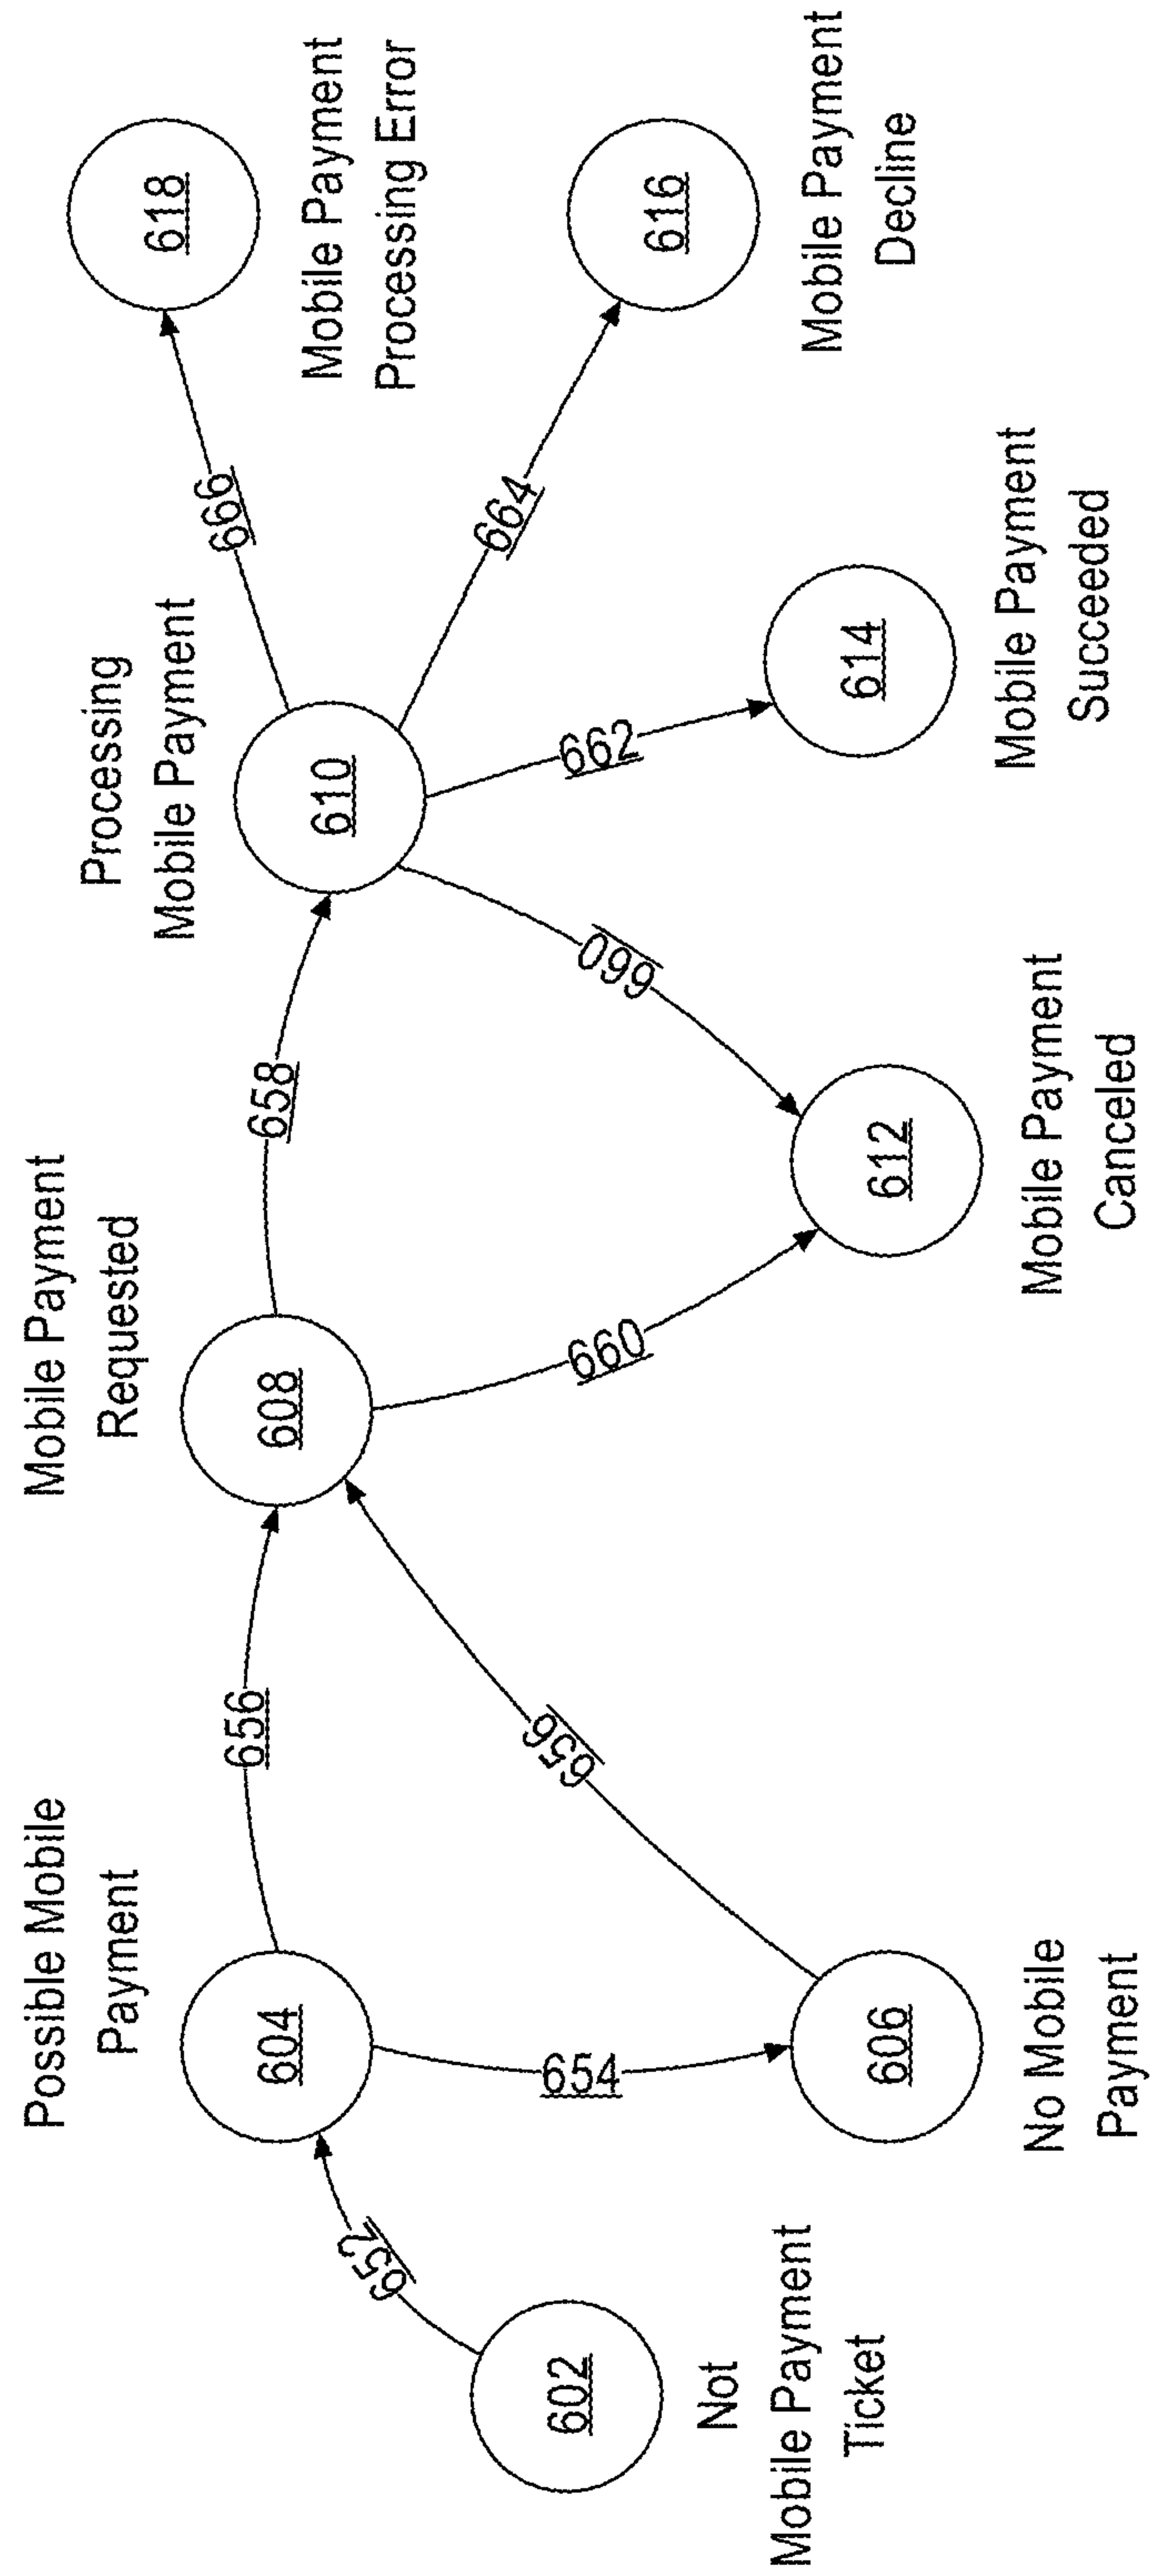 Not
Mobile Payment
Ticket
602
652
Possible Mobile
Payment
604
654
606
No Mobile
Payment
656
656
Mobile Payment
Requested
608
658
660
660
612
Mobile Payment
Canceled
Processing
Mobile Payment
610
662
614
Mobile Payment
Succeeded
664
616
Mobile Payment
Decline
666
618
Mobile Payment
Processing Error